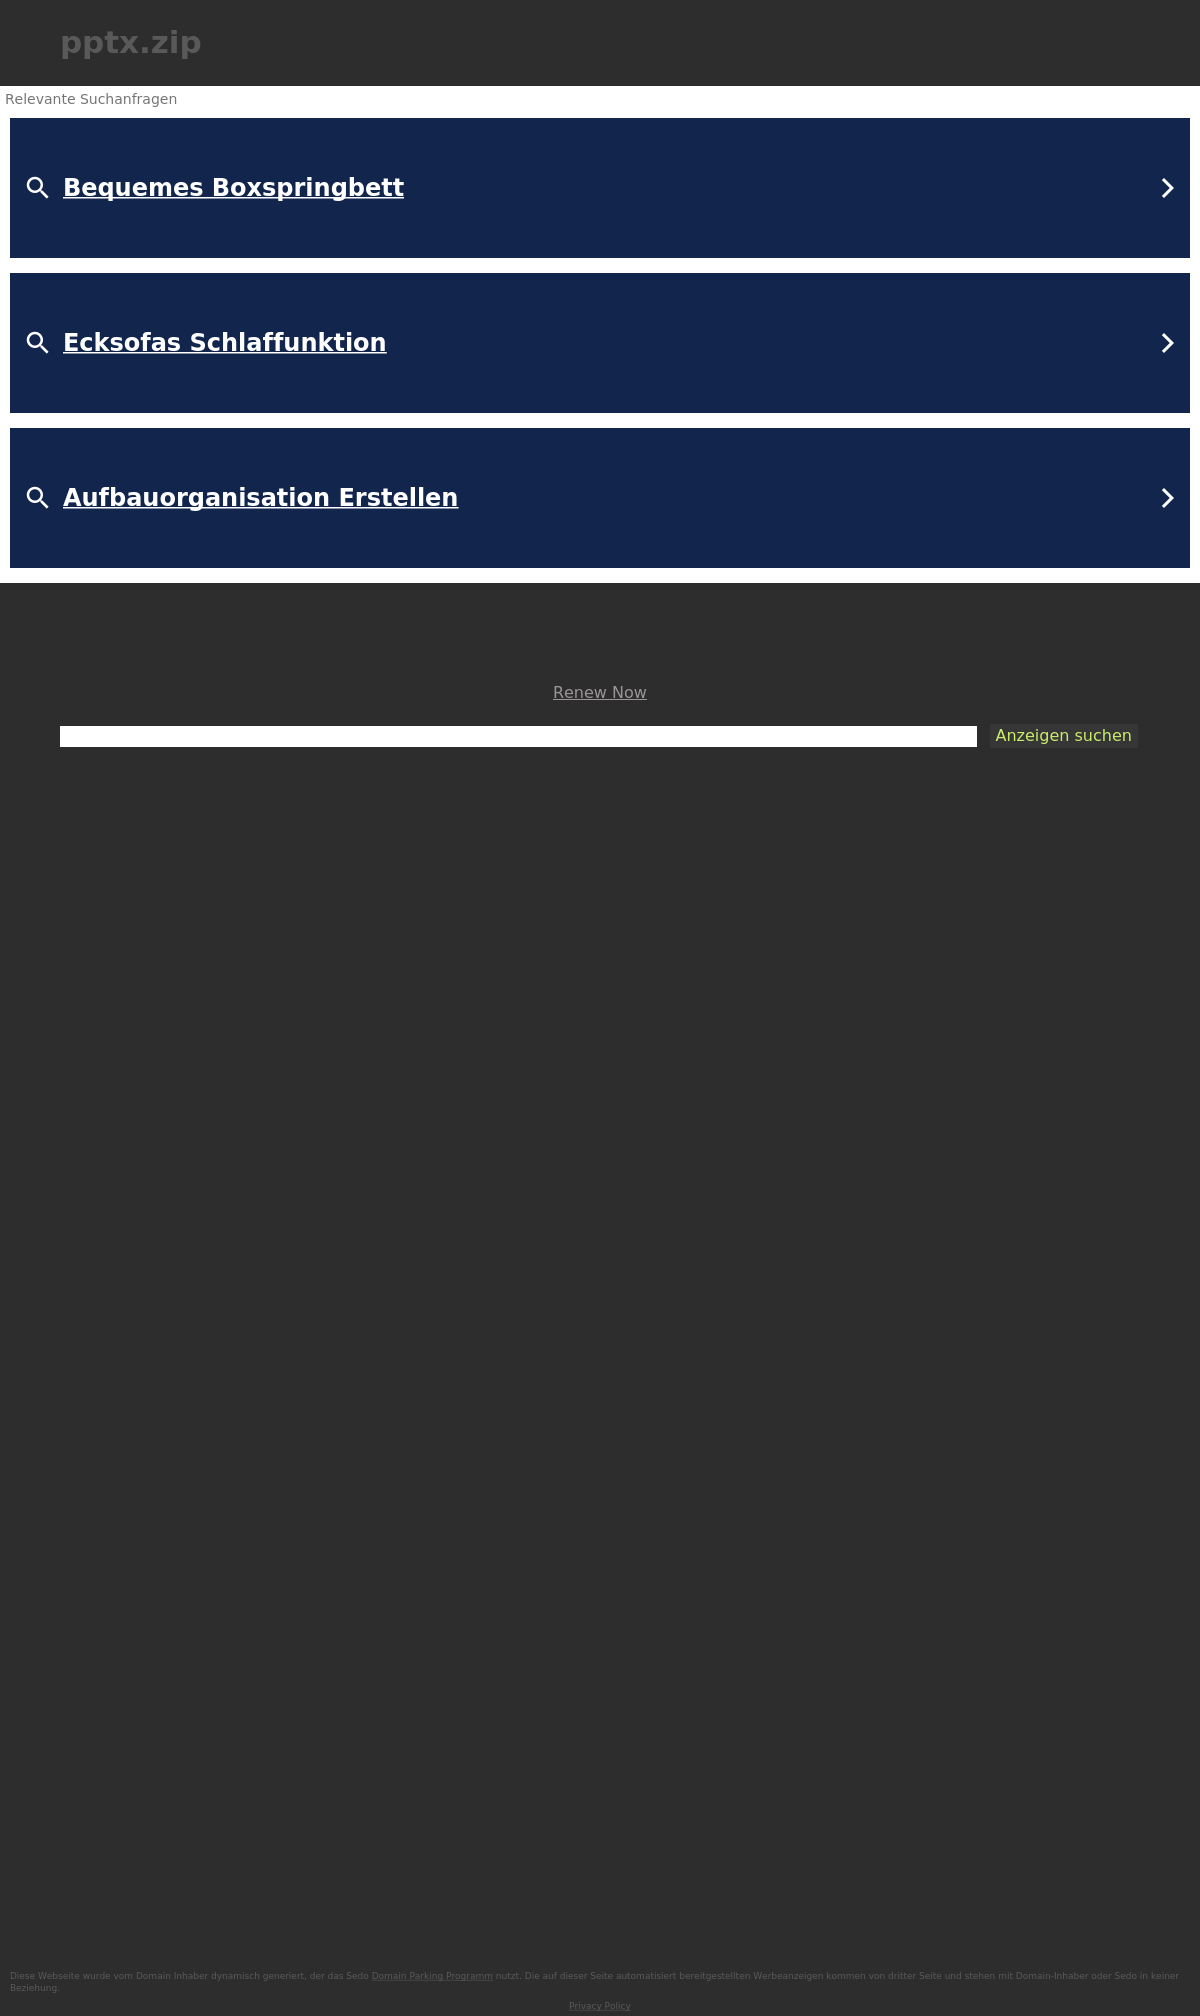 pptx.zip
Relevante Suchanfragen
Bequemes Boxspringbett
Ecksofas Schlaffunktion
Aufbauorganisation Erstellen
Renew Now
Anzeigen suchen
Diese Webseite wurde vom Domain Inhaber dynamisch generiert, der das Sedo Domain Parking Programm nutzt. Die auf dieser Seite automatisiert bereitgestellten Werbeanzeigen kommen von dritter Seite und stehen mit Domain-Inhaber oder Sedo in keiner
Beziehung.
Privacy Policy